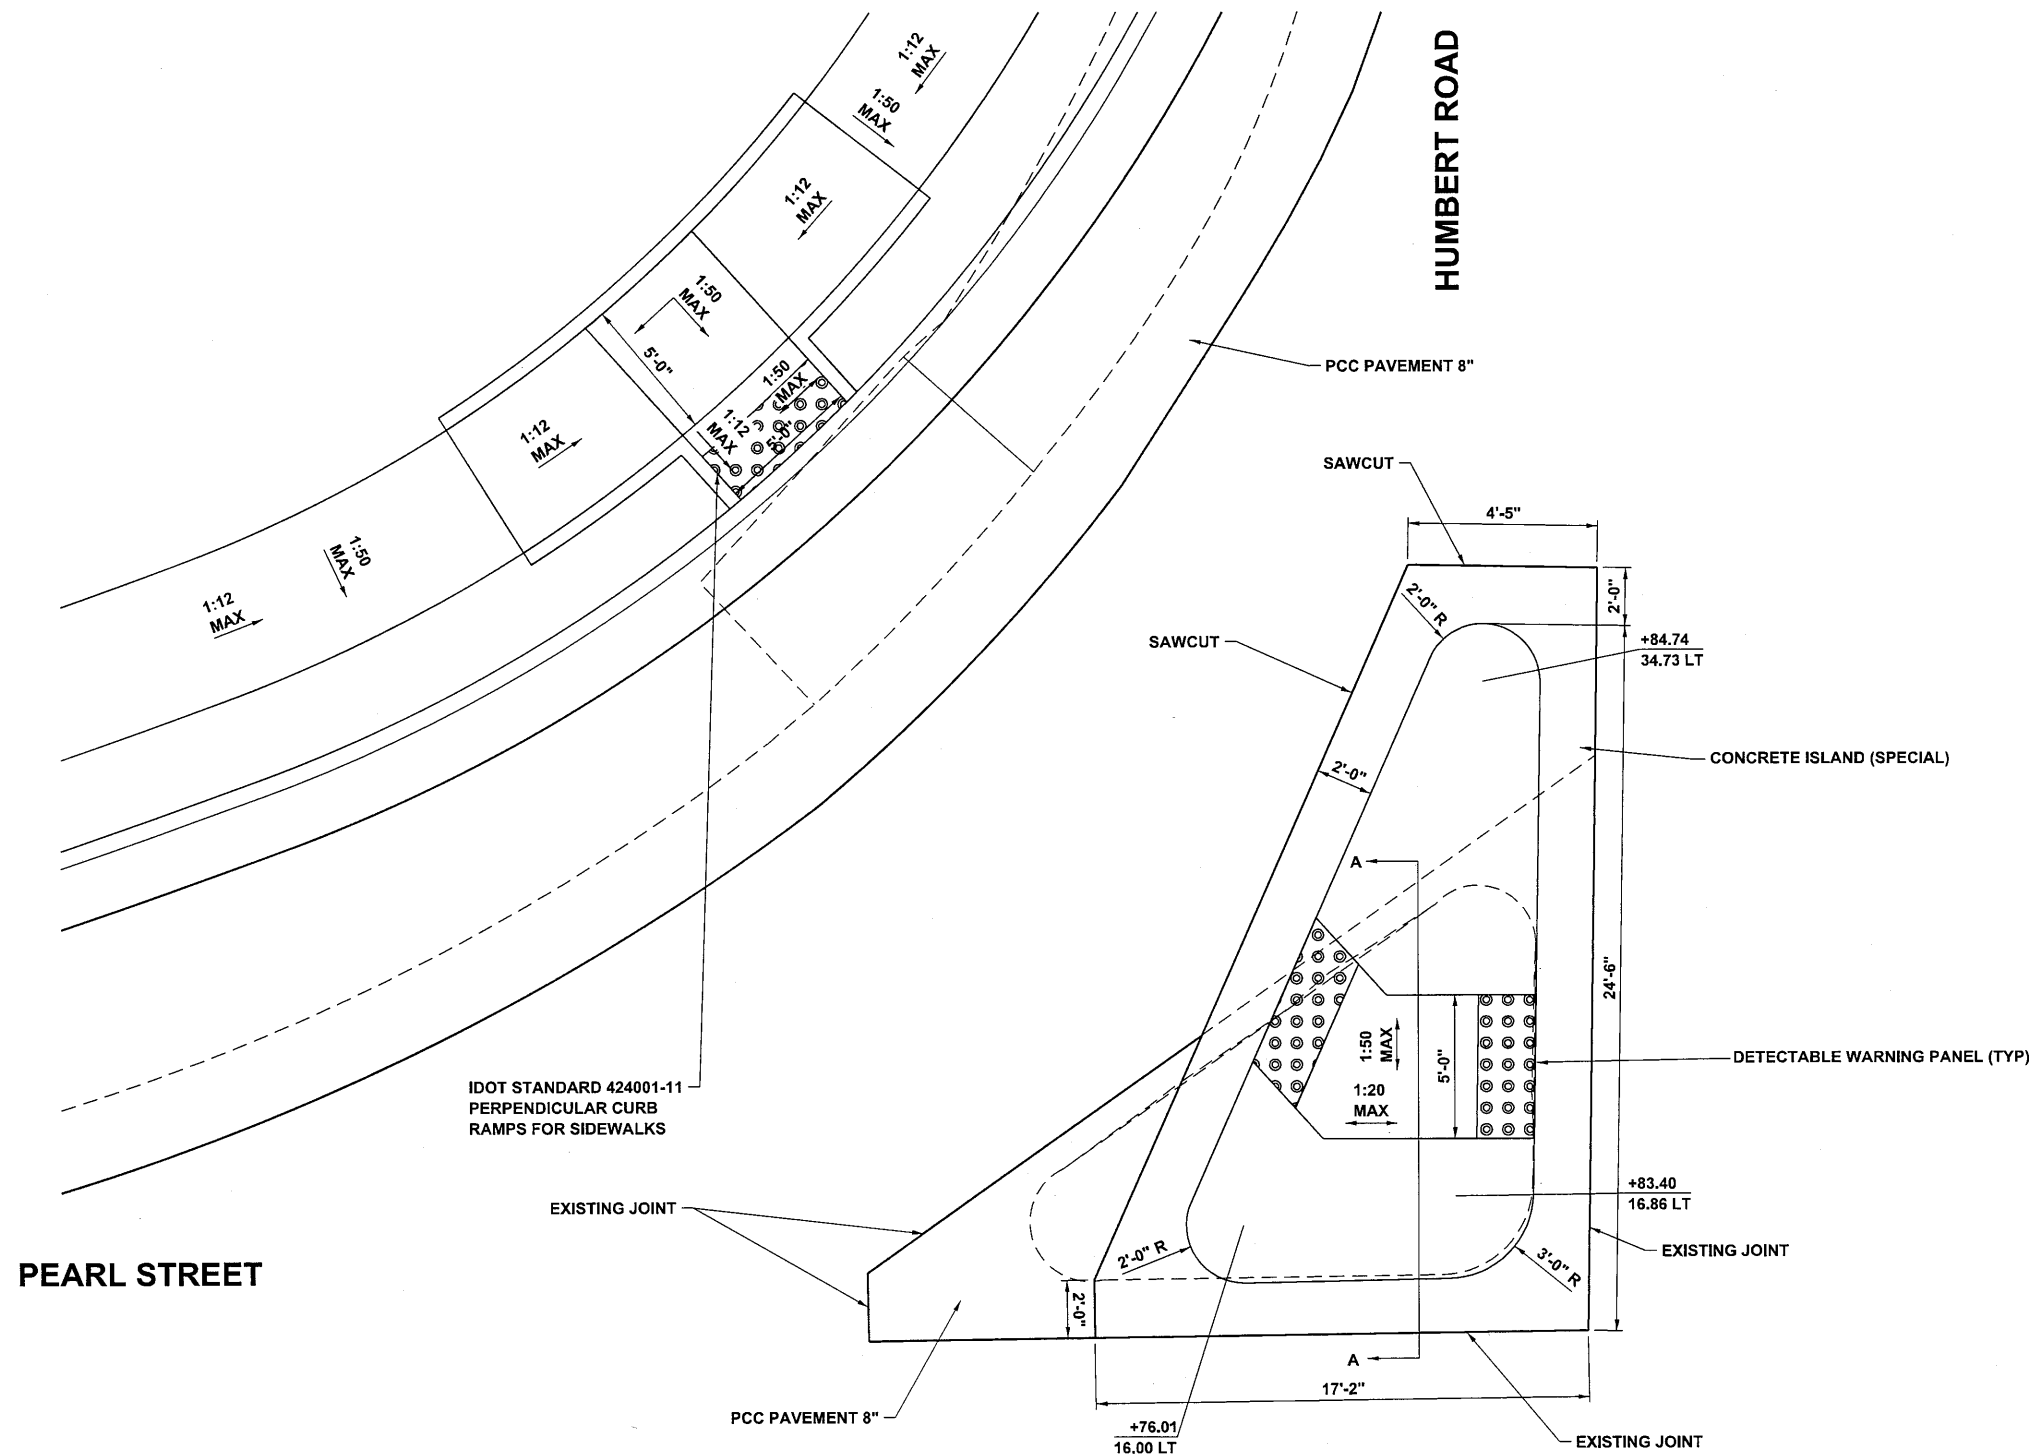 1:12
MAX
1:50
MAX
HUMBERT ROAD
1:12
MAX
1:50
MAX
5'-0"
1:50
MAX
1:12
MAX
5'-0"
1:12
MAX
PCC PAVEMENT 8"
SAWCUT
4'-5"
1:50
MAX
1:12
MAX
2'-0" R
2'-0"
SAWCUT
+84.74
34.73 LT
CONCRETE ISLAND (SPECIAL)
2'-0"
A
24'-6"
1:50
MAX
5'-0"
1:20
MAX
DETECTABLE WARNING PANEL (TYP)
IDOT STANDARD 424001-11
PERPENDICULAR CURB
RAMPS FOR SIDEWALKS
+83.40
16.86 LT
EXISTING JOINT
2'-0" R
3'-0" R
EXISTING JOINT
PEARL STREET
2'-0"
A
17'-2"
PCC PAVEMENT 8"
+76.01
16.00 LT
EXISTING JOINT